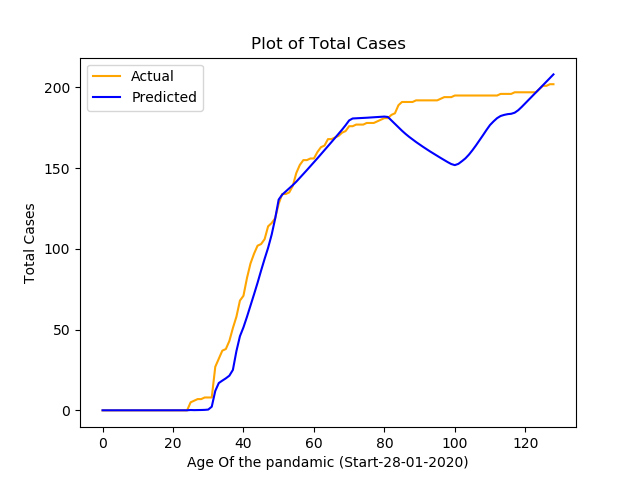 Plot of Total Cases
Actual
Predicted
200
150
100
50
0
Total Cases
0 20 40 60 80 100 120
Age Of the pandamic (Start-28-01-2020)